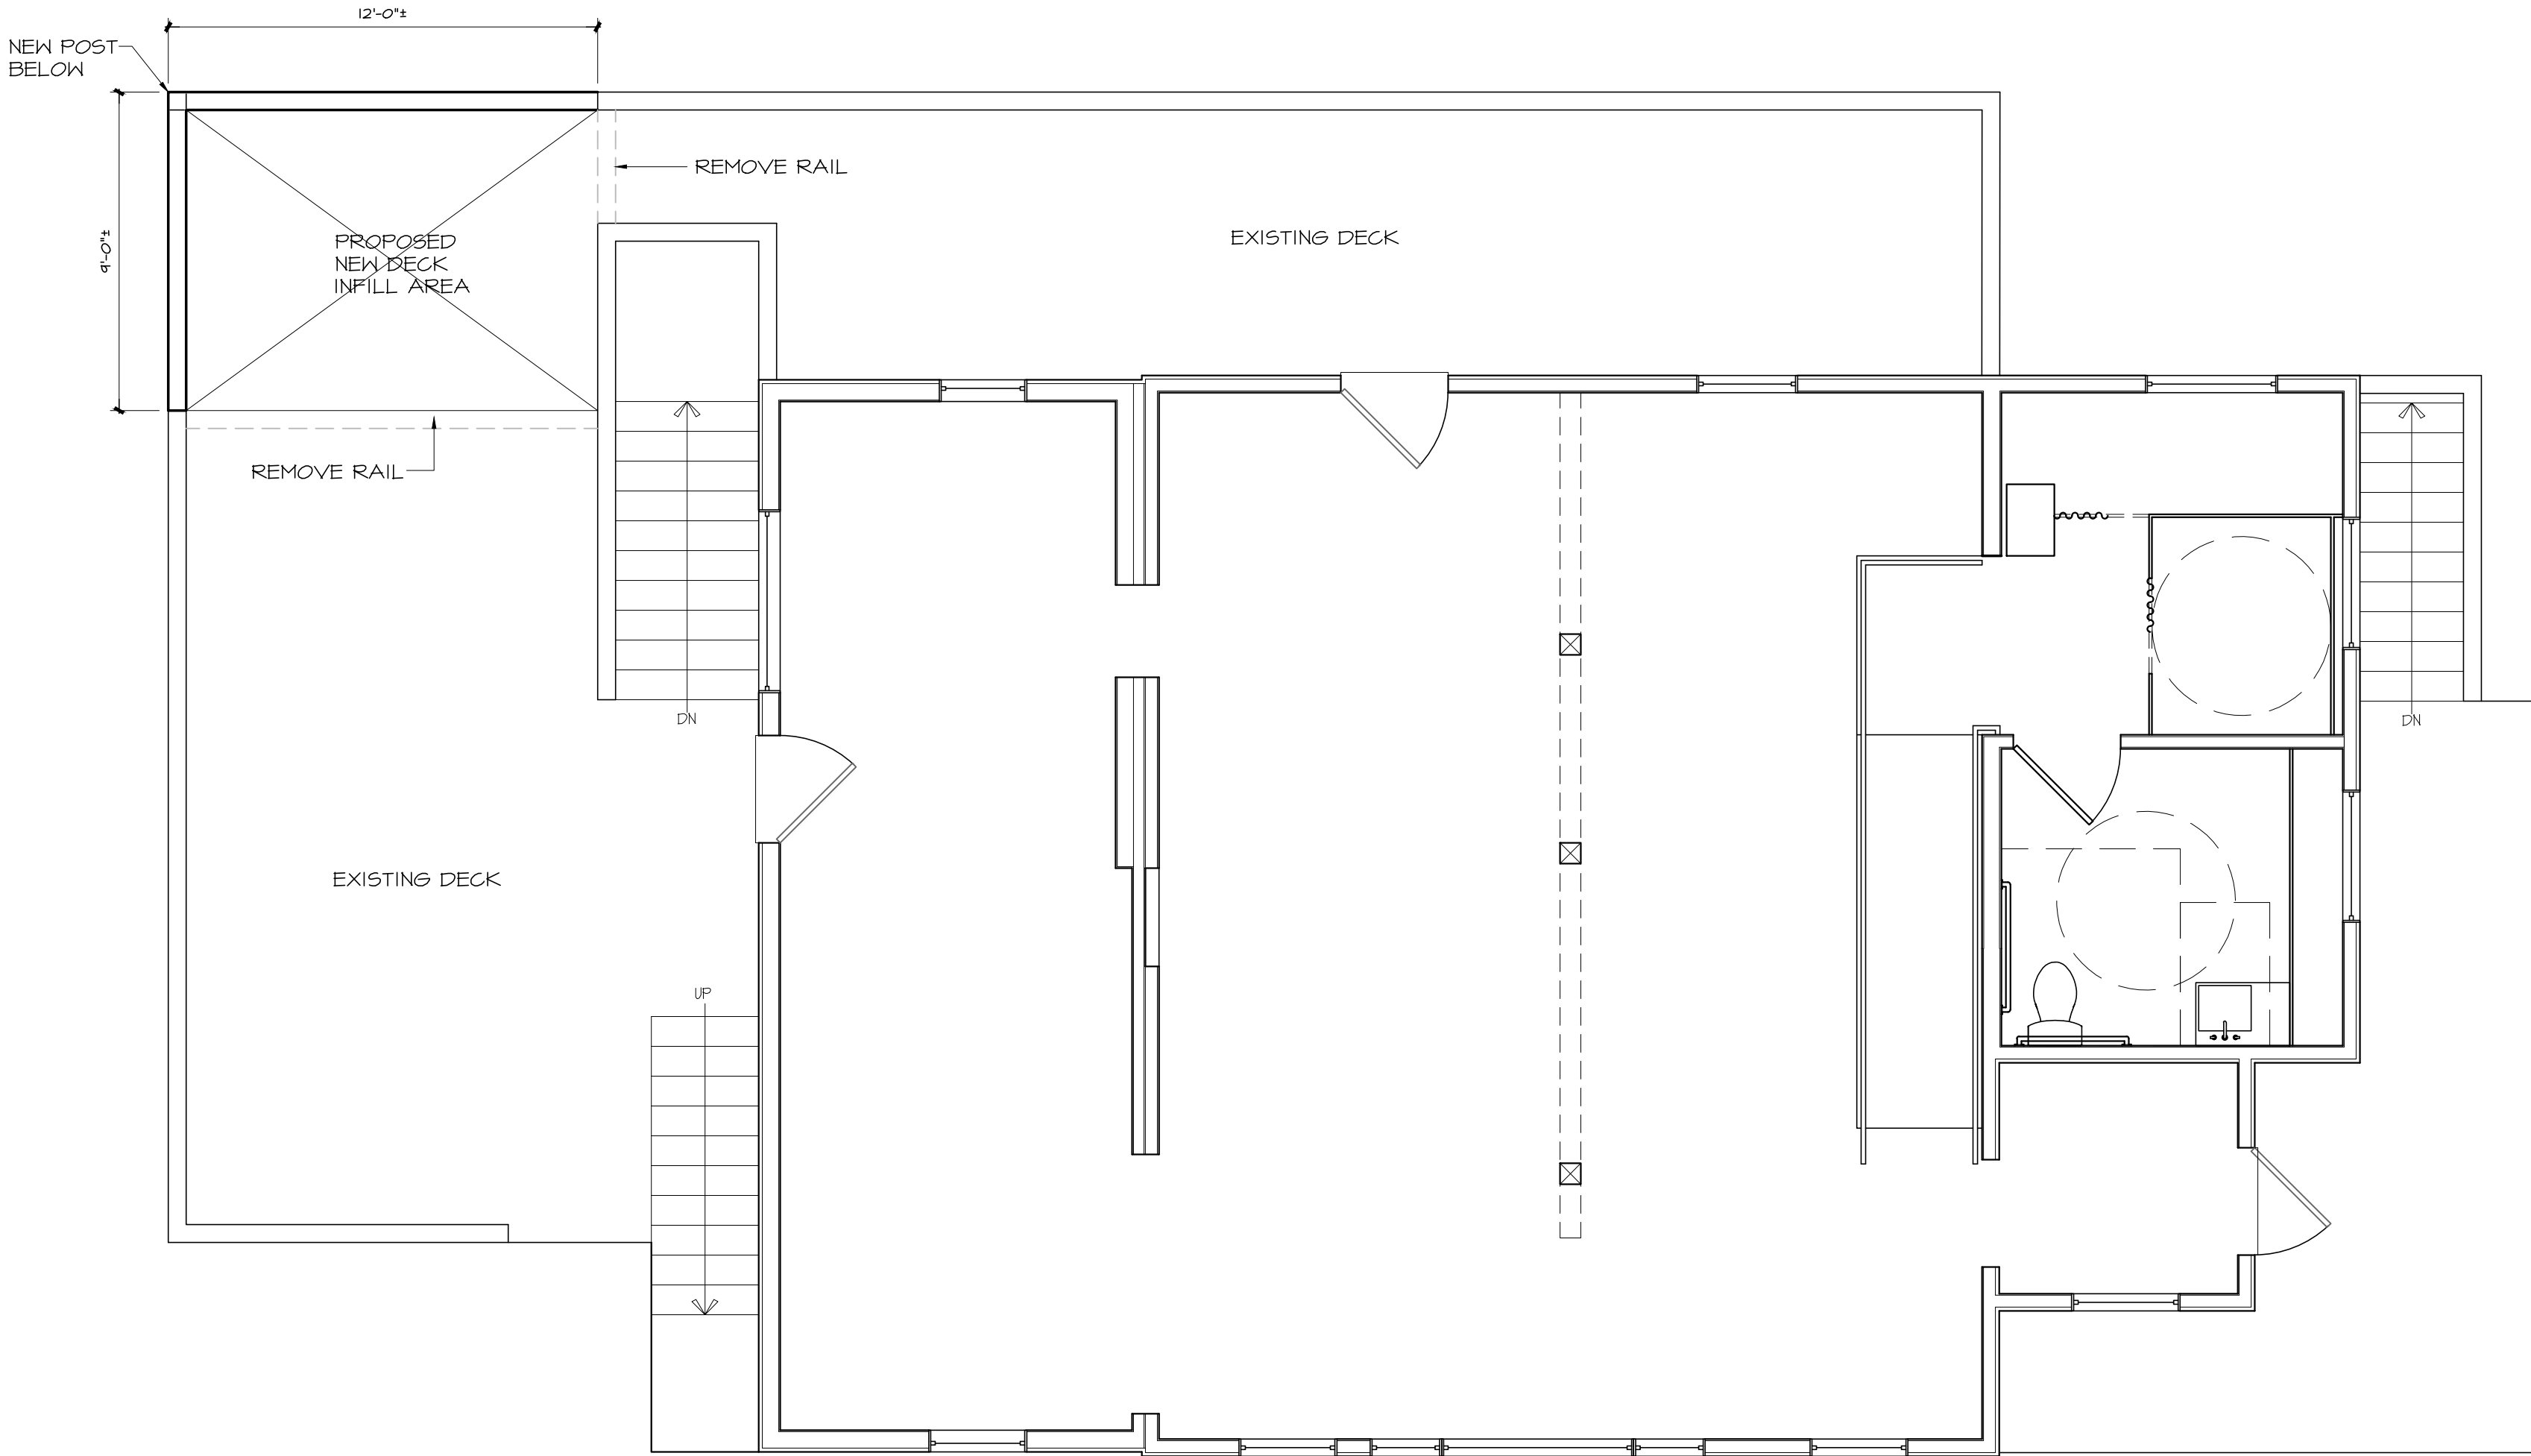 12'-0"±
NEW POST
BELOW
REMOVE RAIL
9'-0"±
PROPOSED
NEW DECK
INFILL AREA
EXISTING DECK
REMOVE RAIL
DN
DN
EXISTING DECK
UP